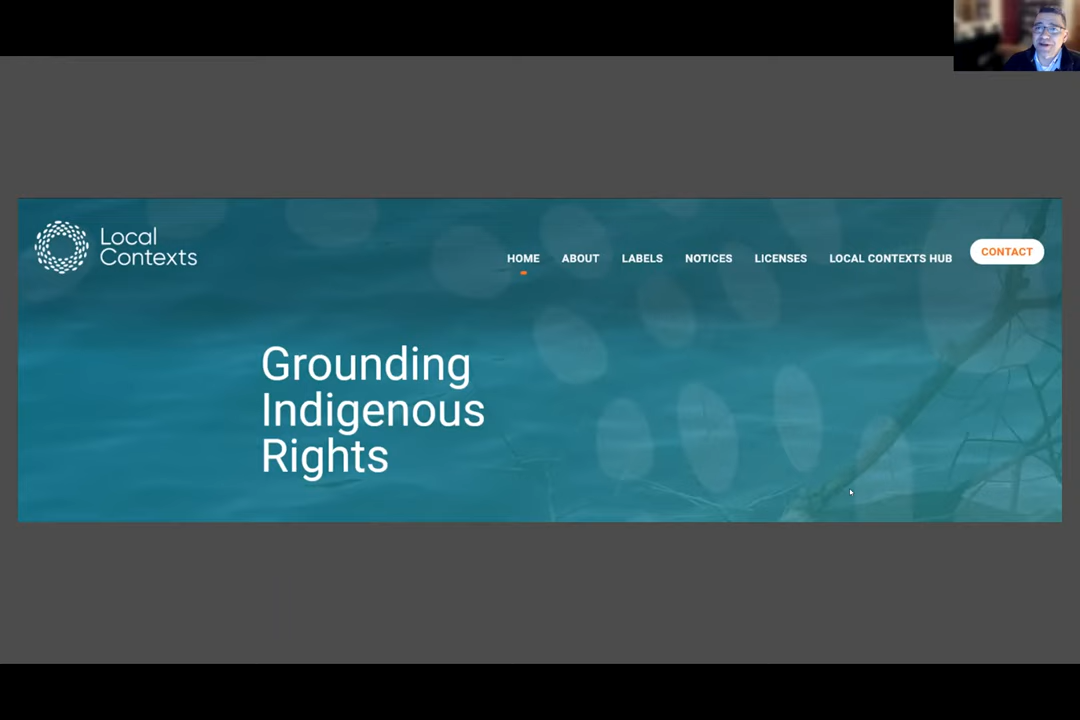 Local
Contexts
HOME ABOUT LABELS NOTICES LICENSES LOCAL CONTEXTS HUB CONTACT
Grounding
Indigenous
Rights